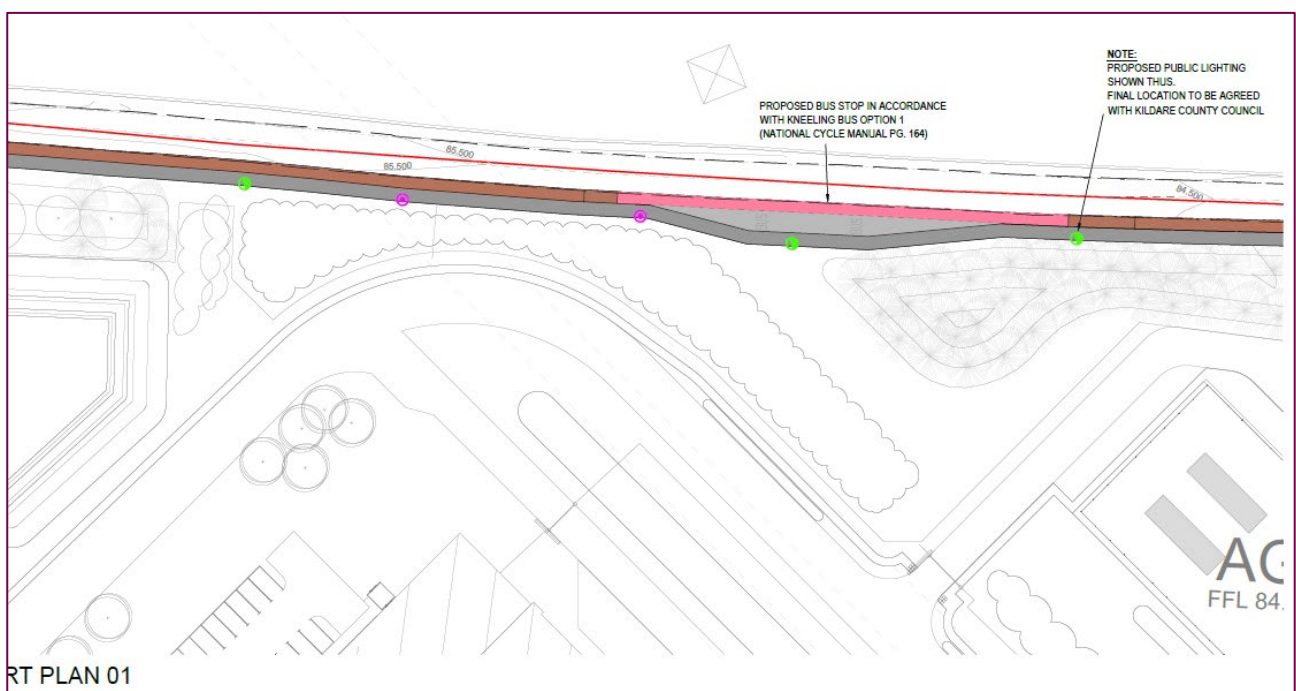 NOTE:
PROPOSED PUBLIC LIGHTING
SHOWN THUS.
FINAL LOCATION TO BE AGREED
WITH KILDARE COUNTY COUNCIL
PROPOSED BUS STOP IN ACCORDANCE
WITH KNEELING BUS OPTION 1
(NATIONAL CYCLE MANUAL PG. 164)
85.500
85.500
84.500
BUS
BUS
AG
FFL 84.
RT PLAN 01